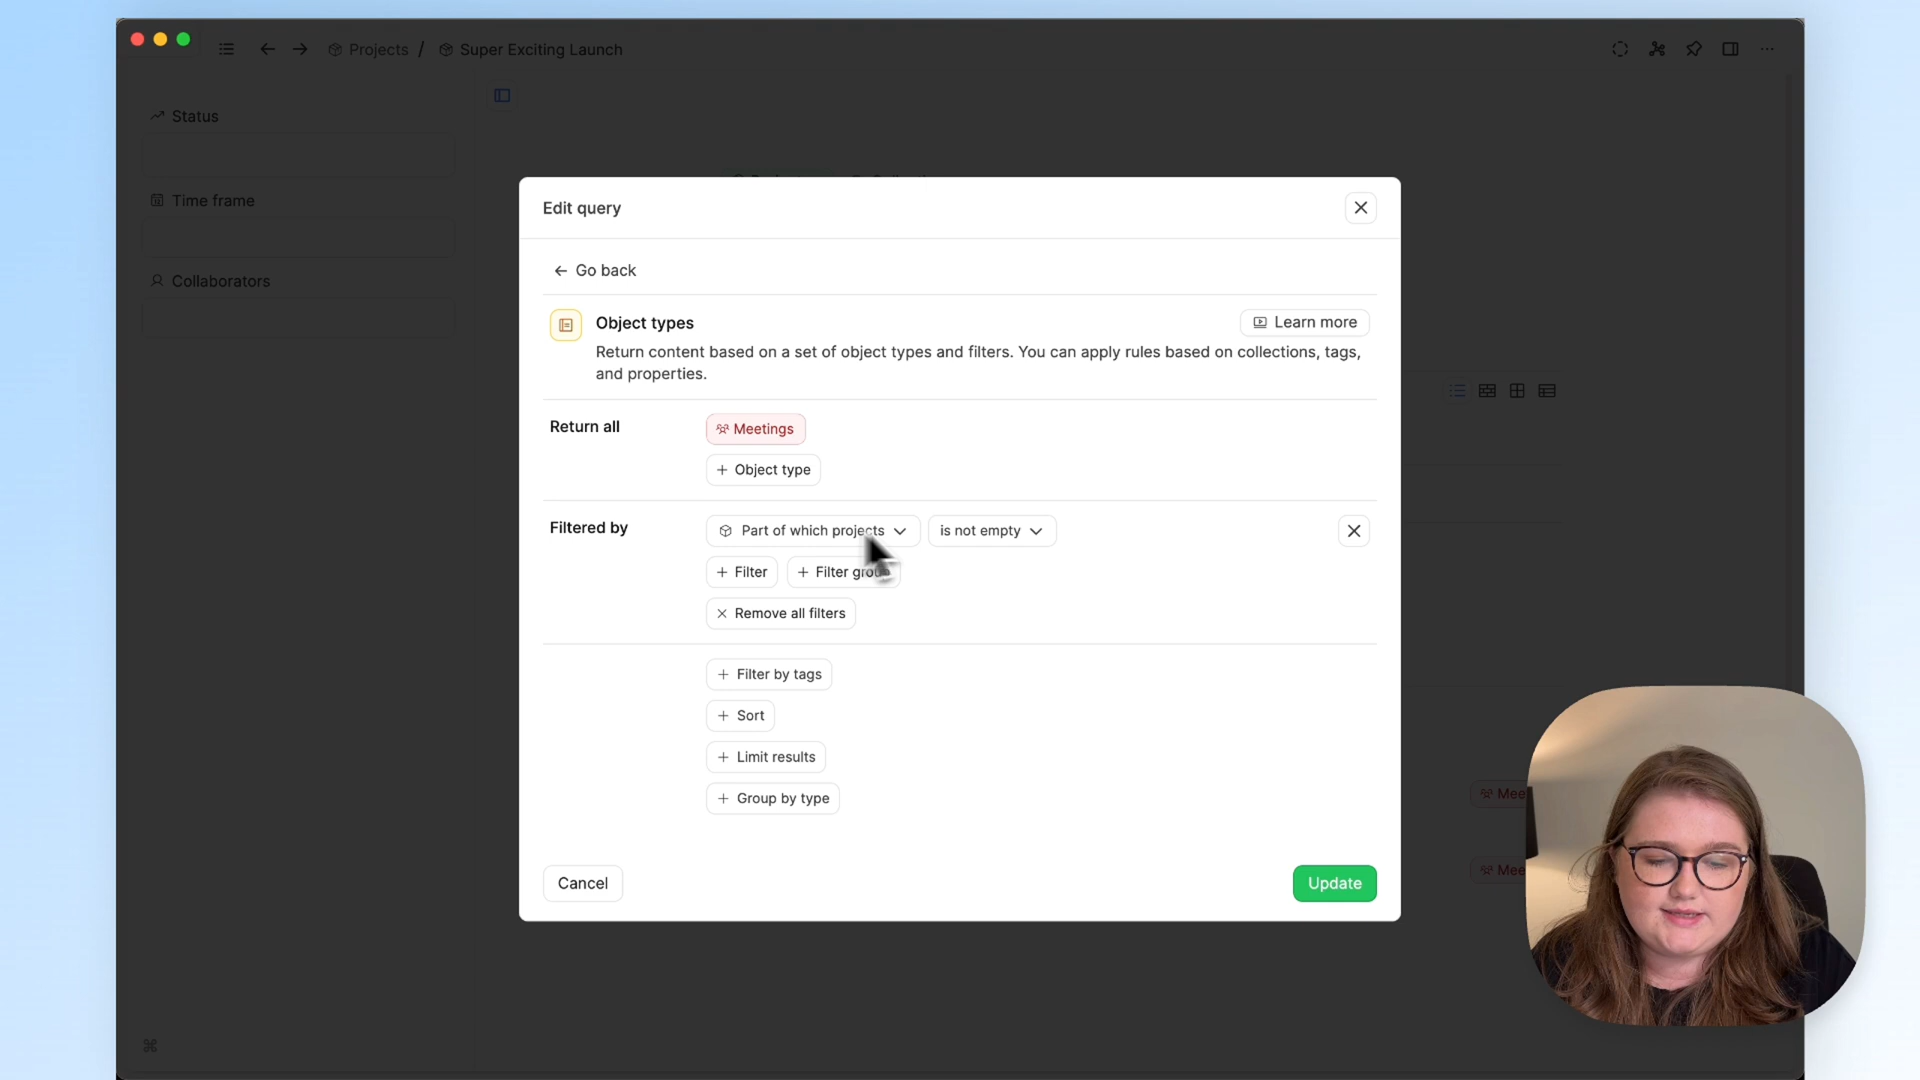 Projects / Super Exciting Launch
Status
Time frame
Collaborators
Edit query
Go back
Object types
Learn more
Return content based on a set of object types and filters. You can apply rules based on collections, tags,
and properties.
Return all
Meetings
+ Object type
Filtered by
Part of which projects
is not empty
+ Filter
+ Filter group
Remove all filters
+ Filter by tags
+ Sort
+ Limit results
+ Group by type
Cancel
Update